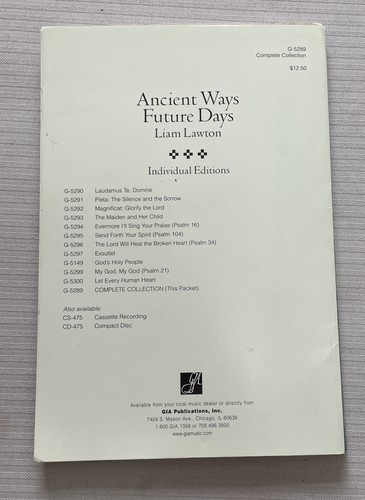 G-5289
Complete Collection
$12.50
Ancient Ways
Future Days
Liam Lawton
Individual Editions
G-5290 Laudamus Te, Domine
G-5291 Pieta: The Silence and the Sorrow
G-5292 Magnificat: Glorify the Lord
G-5293 The Maiden and Her Child
G-5294 Evermore I'll Sing Your Praise (Psalm 16)
G-5295 Send Forth Your Spirit (Psalm 104)
G-5296 The Lord Will Heal the Broken Heart (Psalm 34)
G-5297 Exsultet
G-5149 God's Holy People
G-5299 My God, My God (Psalm 21)
G-5300 Let Every Human Heart
G-5289 COMPLETE COLLECTION (This Packet)
Also available:
CS-475 Cassette Recording
CD-475 Compact Disc
GIA
Available from your local music dealer or directly from
GIA Publications, Inc.
7404 S. Mason Ave., Chicago, IL 60638
1.800.GIA.1358 or 708.496.3800
www.giamusic.com